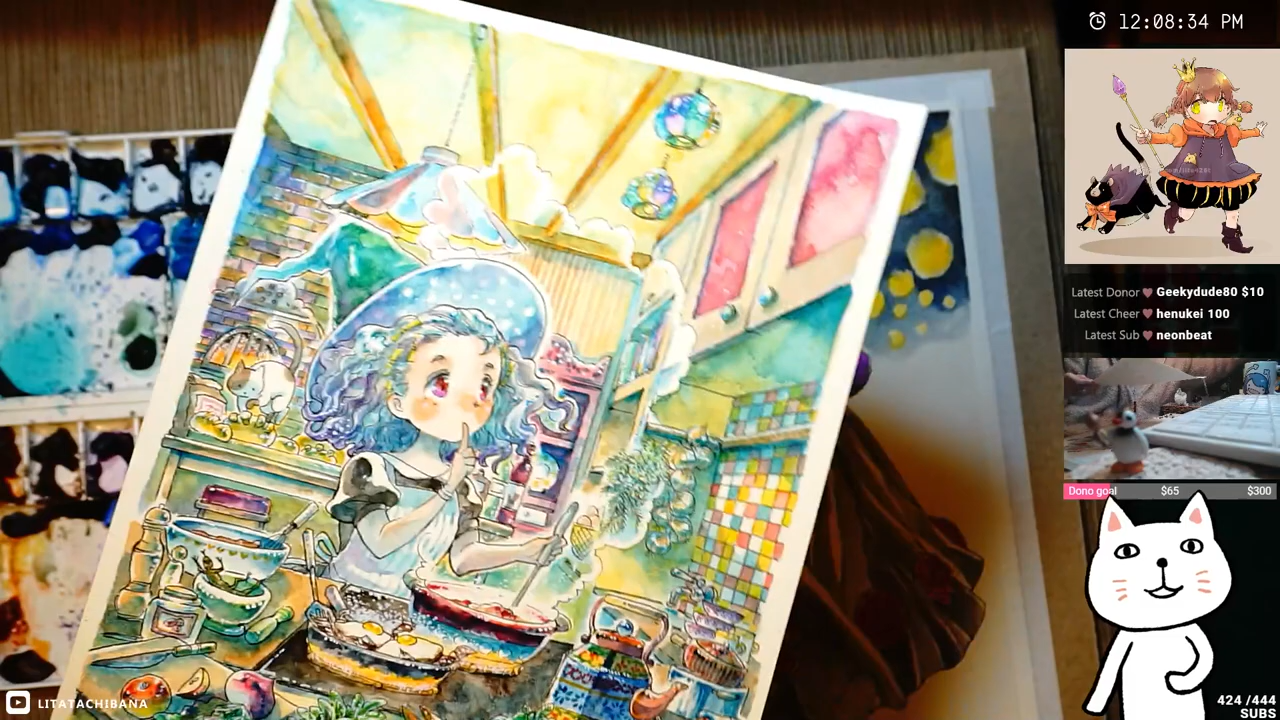 12:08:34 PM
Latest Donor Geekydude80 $10
Latest Cheer henukei 100
Latest Sub neonbeat
Dono goal $65 $300
424 /444
SUBS
LITATACHIBANA